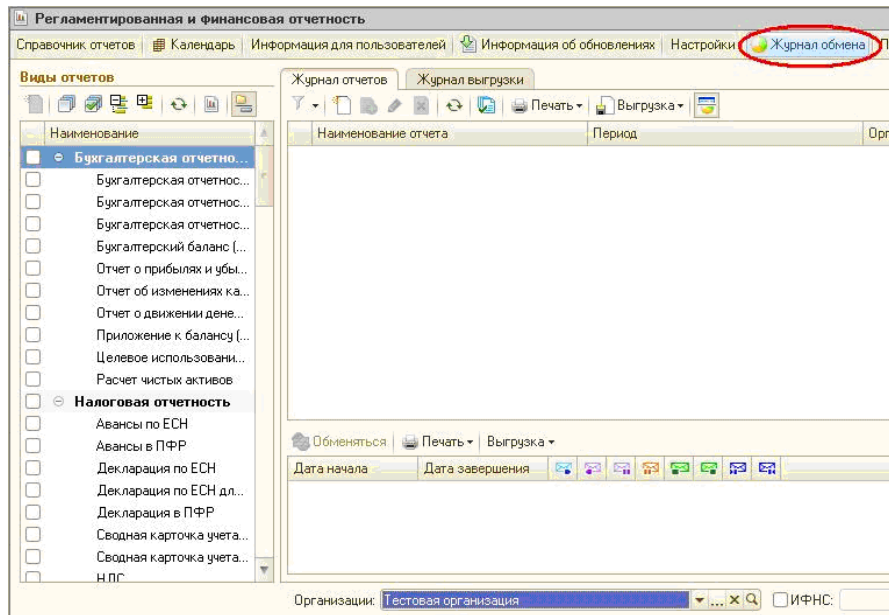 Регламентированная и финансовая отчетность
Справочник отчетов Календарь Информация для пользователей Информация об обновлениях Настройки Журнал обмена П
Виды отчетов
Журнал отчетов Журнал выгрузки
Печать Выгрузка
Наименование
Наименование отчета Период Орг
Бухгалтерская отчетно...
Бухгалтерская отчетнос...
Бухгалтерская отчетнос...
Бухгалтерская отчетнос...
Бухгалтерский баланс (...
Отчет о прибылях и убы...
Отчет об изменениях ка...
Отчет о движении дене...
Приложение к балансу (...
Целевое использовани...
Расчет чистых активов
Налоговая отчетность
Авансы по ЕСН
Авансы в ПФР
Декларация по ЕСН
Декларация по ЕСН дл...
Декларация в ПФР
Сводная карточка учета...
Сводная карточка учета...
НДС
Обменяться Печать Выгрузка
Дата начала Дата завершения
Организации: Тестовая организация ... ИФНС: